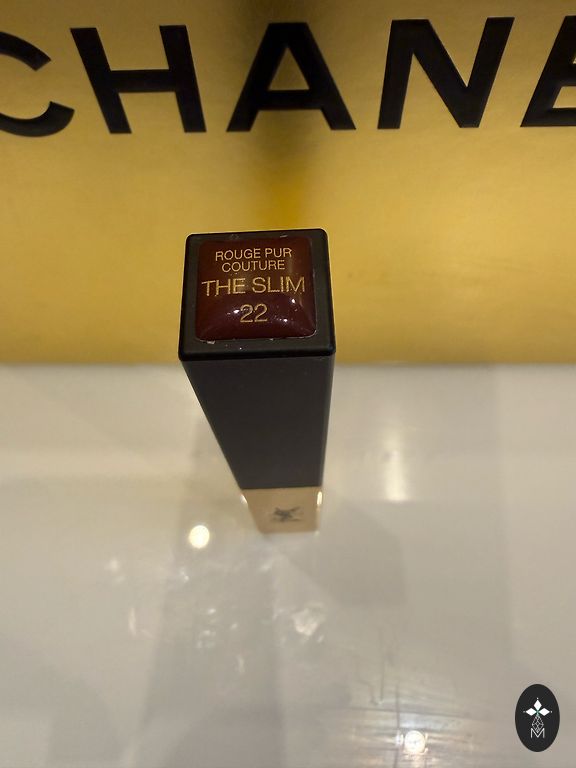 CHANE
ROUGE PUR
COUTURE
THE SLIM
22
M